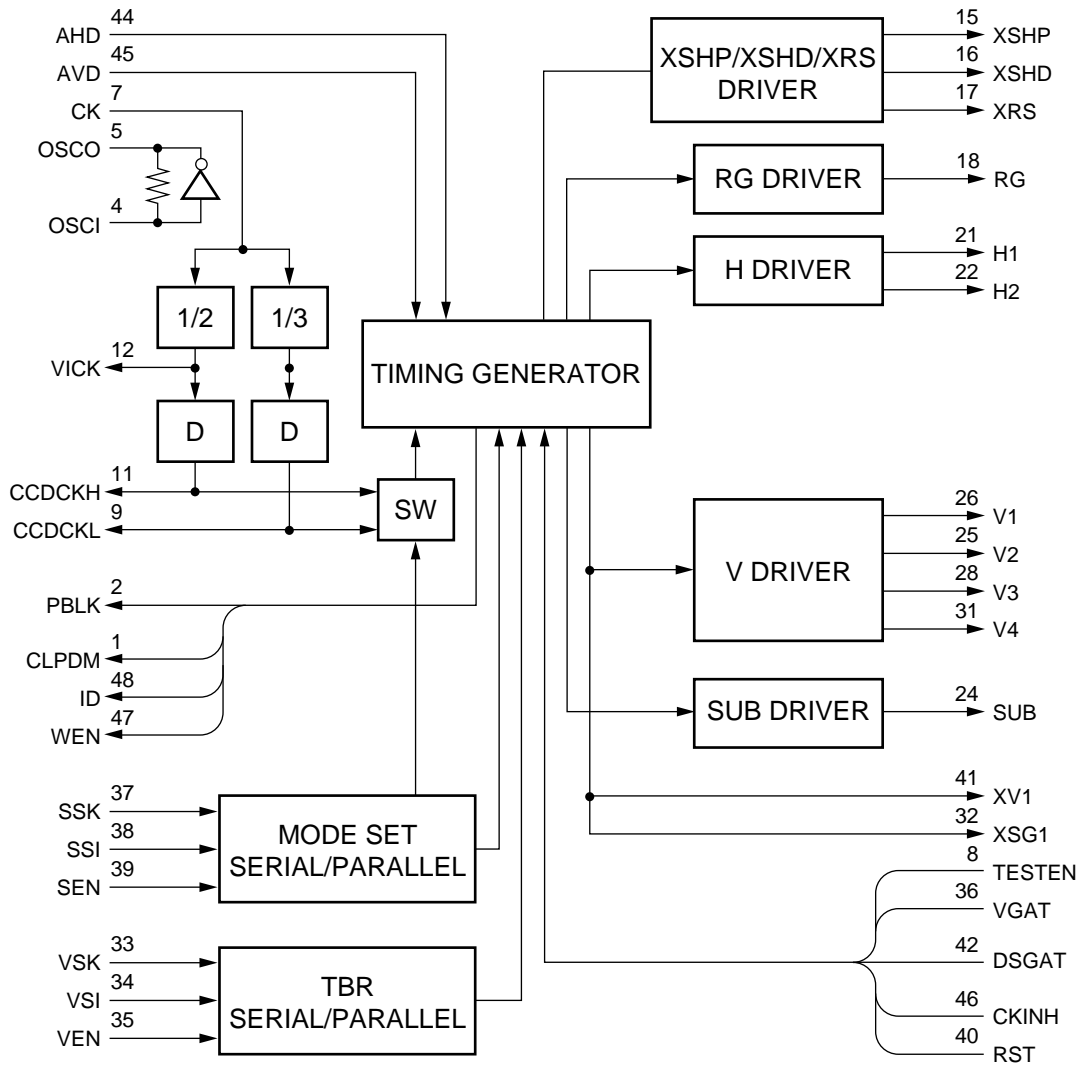 44
AHD
45
AVD
7
CK
5
OSCO
4
OSCI
1/2
1/3
12
VICK
D
D
11
CCDCKH
9
CCDCKL
SW
2
PBLK
1
CLPDM
48
ID
47
WEN
37
SSK
38
SSI
39
SEN
MODE SET
SERIAL/PARALLEL
33
VSK
34
VSI
35
VEN
TBR
SERIAL/PARALLEL
TIMING GENERATOR
XSHP/XSHD/XRS
DRIVER
15
XSHP
16
XSHD
17
XRS
RG DRIVER
18
RG
H DRIVER
21
H1
22
H2
V DRIVER
26
V1
25
V2
28
V3
31
V4
SUB DRIVER
24
SUB
41
XV1
32
XSG1
8
TESTEN
36
VGAT
42
DSGAT
46
CKINH
40
RST